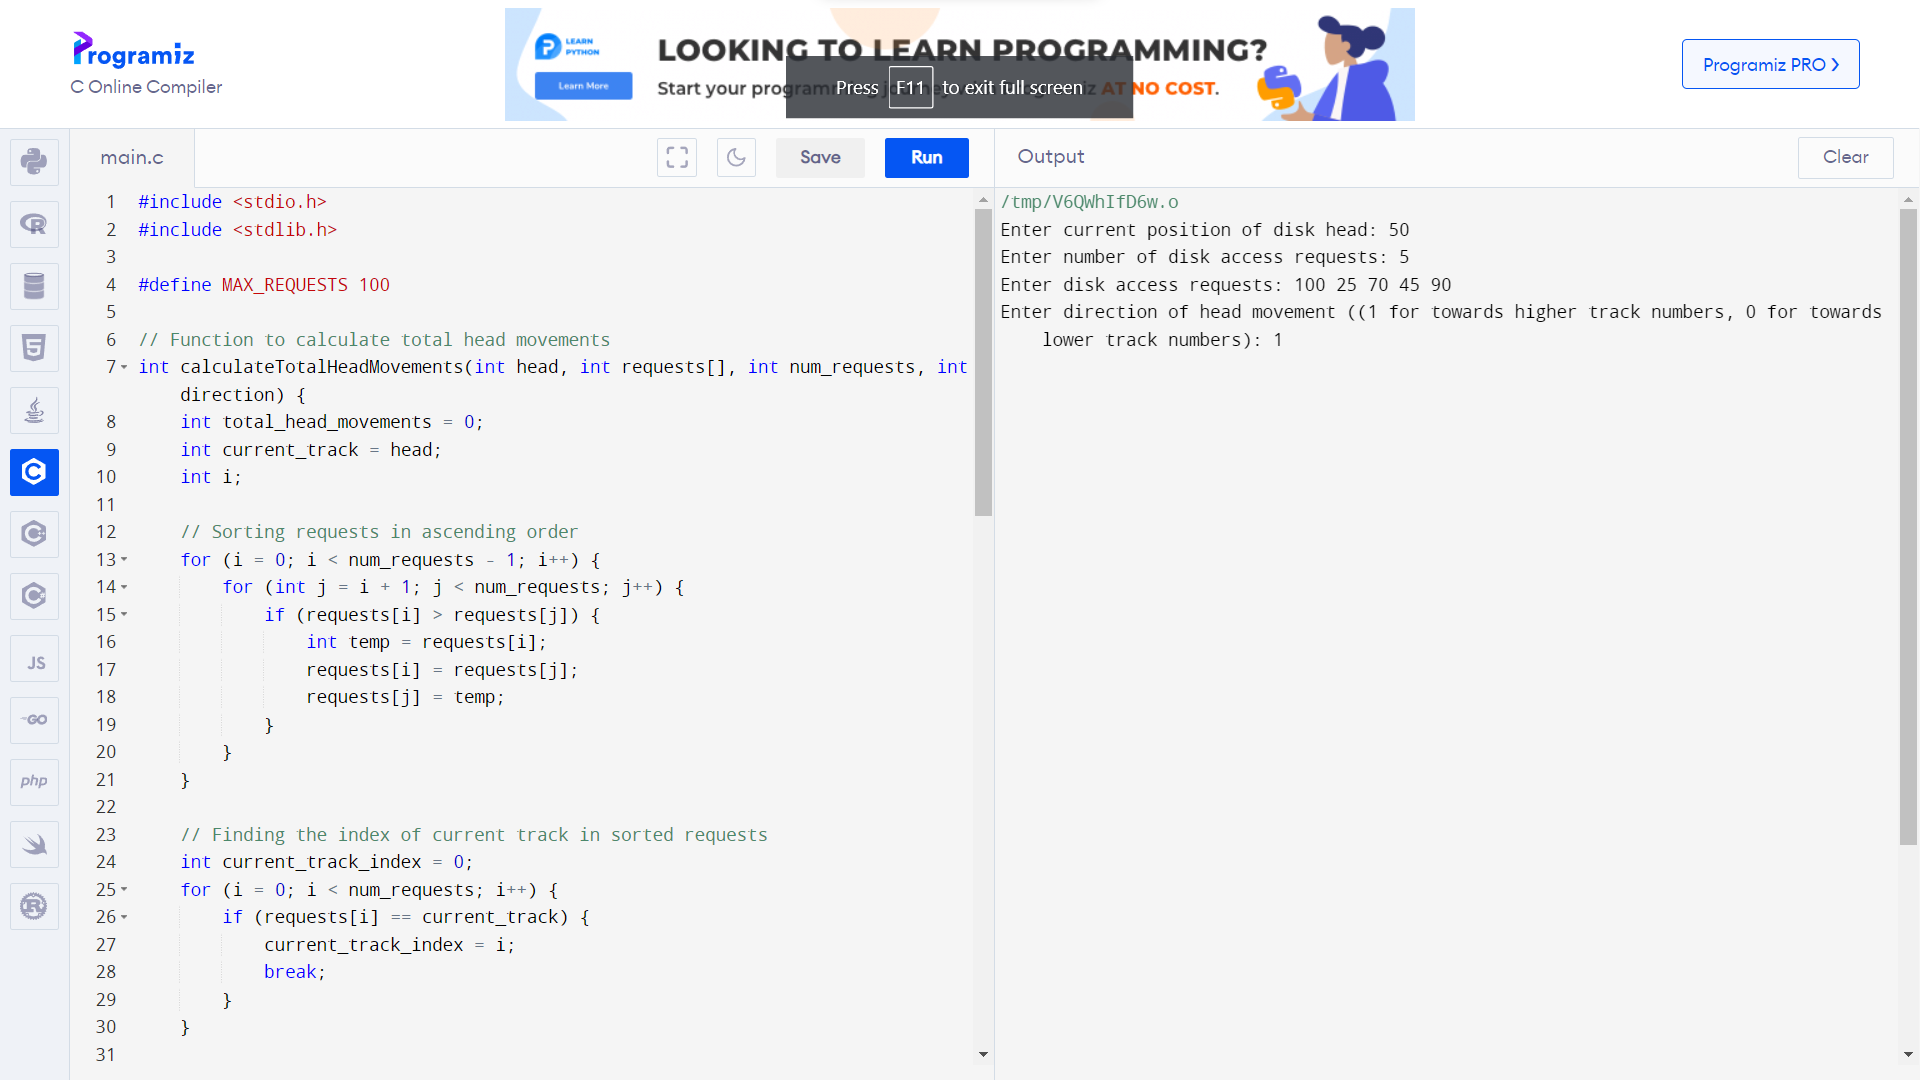 Programiz
C Online Compiler
LEARN
PYTHON
Learn More
LOOKING TO LEARN PROGRAMMING?
Start your programming journey with Programiz AT NO COST.
Press F11 to exit full screen
Programiz PRO
main.c
Save
Run
Output
Clear
JS
GO
php
1 #include <stdio.h>
2 #include <stdlib.h>
3
4 #define MAX_REQUESTS 100
5
6 // Function to calculate total head movements
7 int calculateTotalHeadMovements(int head, int requests[], int num_requests, int
direction) {
8 int total_head_movements = 0;
9 int current_track = head;
10 int i;
11
12 // Sorting requests in ascending order
13 for (i = 0; i < num_requests - 1; i++) {
14 for (int j = i + 1; j < num_requests; j++) {
15 if (requests[i] > requests[j]) {
16 int temp = requests[i];
17 requests[i] = requests[j];
18 requests[j] = temp;
19 }
20 }
21 }
22
23 // Finding the index of current track in sorted requests
24 int current_track_index = 0;
25 for (i = 0; i < num_requests; i++) {
26 if (requests[i] == current_track) {
27 current_track_index = i;
28 break;
29 }
30 }
31
/tmp/V6QWhIfD6w.o
Enter current position of disk head: 50
Enter number of disk access requests: 5
Enter disk access requests: 100 25 70 45 90
Enter direction of head movement ((1 for towards higher track numbers, 0 for towards
lower track numbers): 1